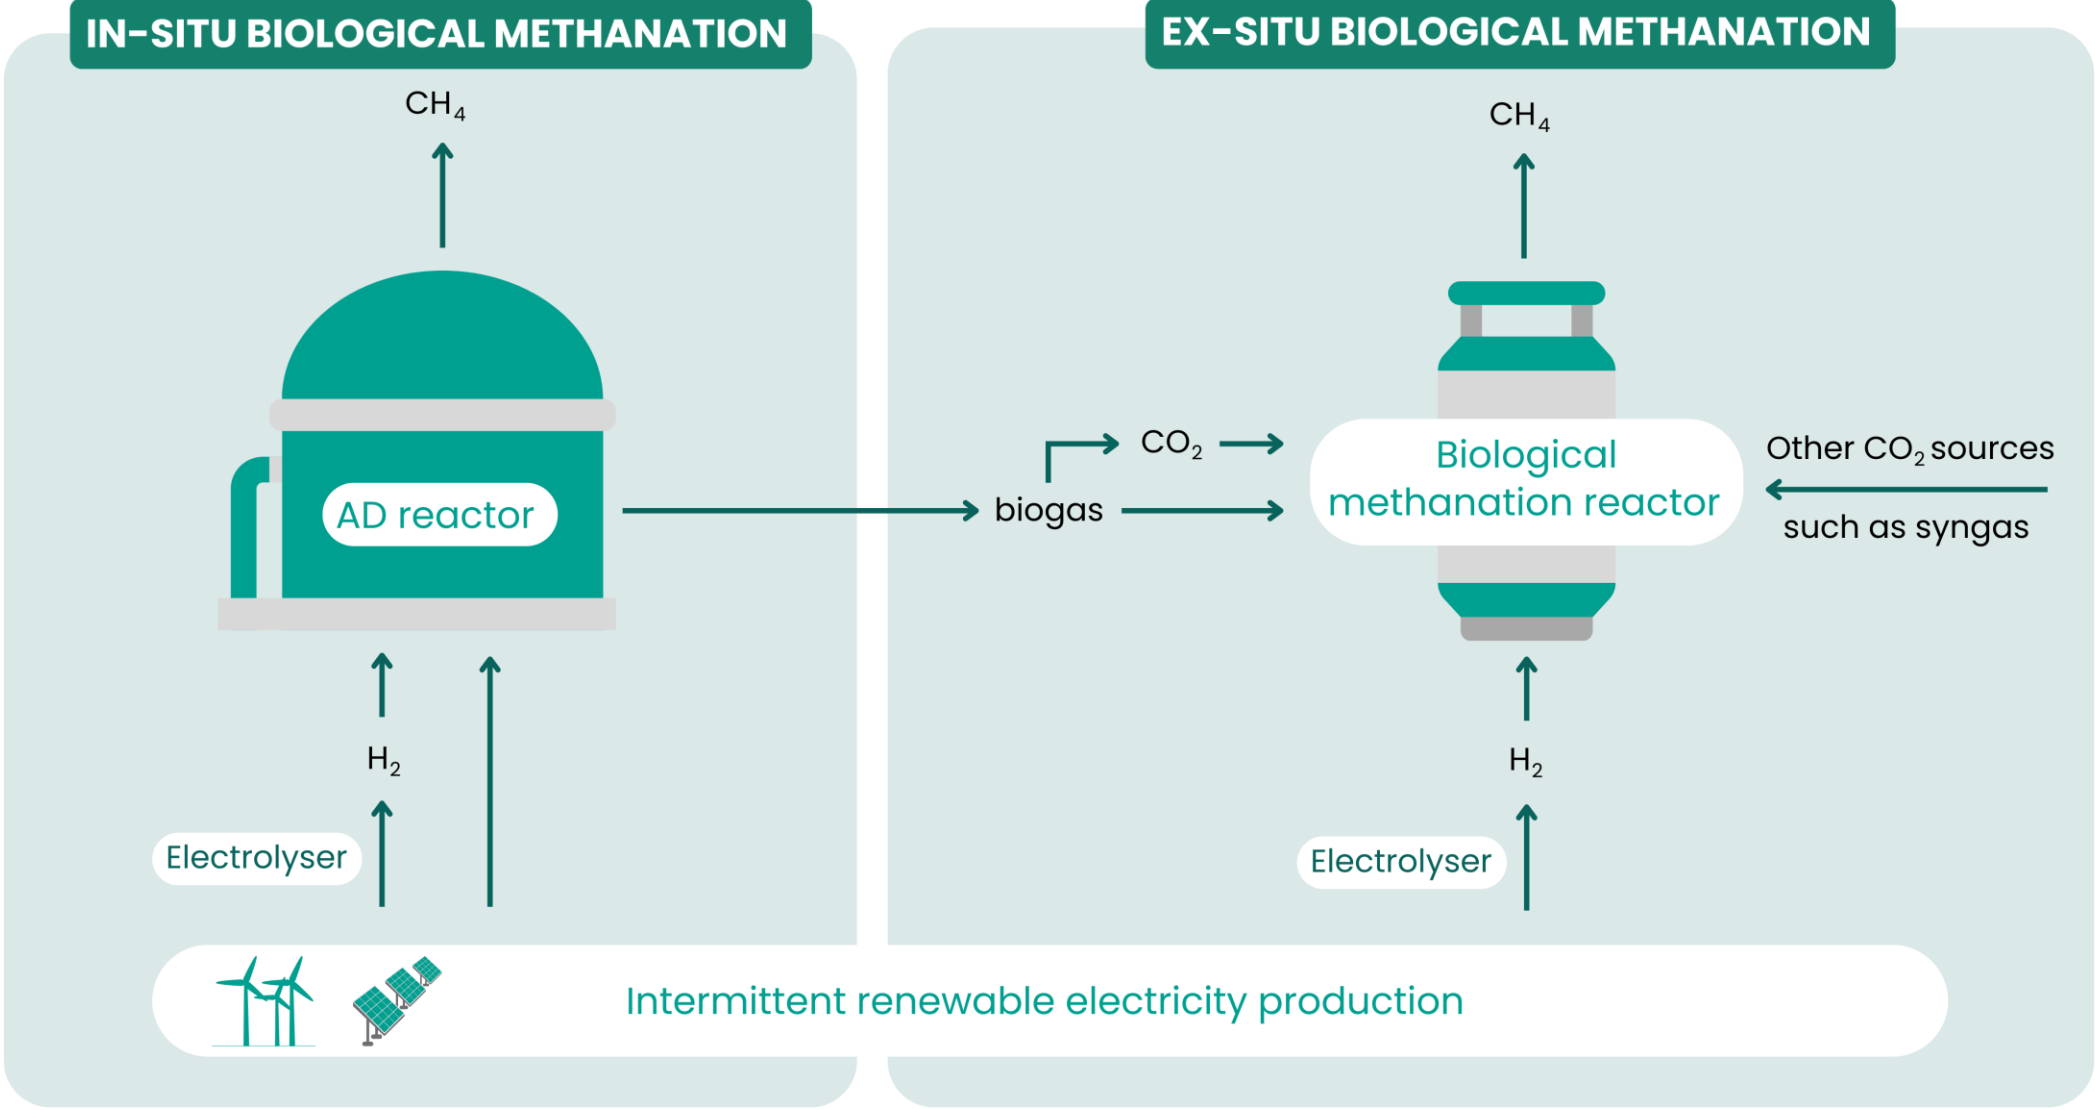 IN-SITU BIOLOGICAL METHANATION
CH₄
AD reactor
H₂
Electrolyser
EX-SITU BIOLOGICAL METHANATION
CH₄
CO₂
biogas
Biological
methanation reactor
Other CO₂ sources
such as syngas
H₂
Electrolyser
Intermittent renewable electricity production